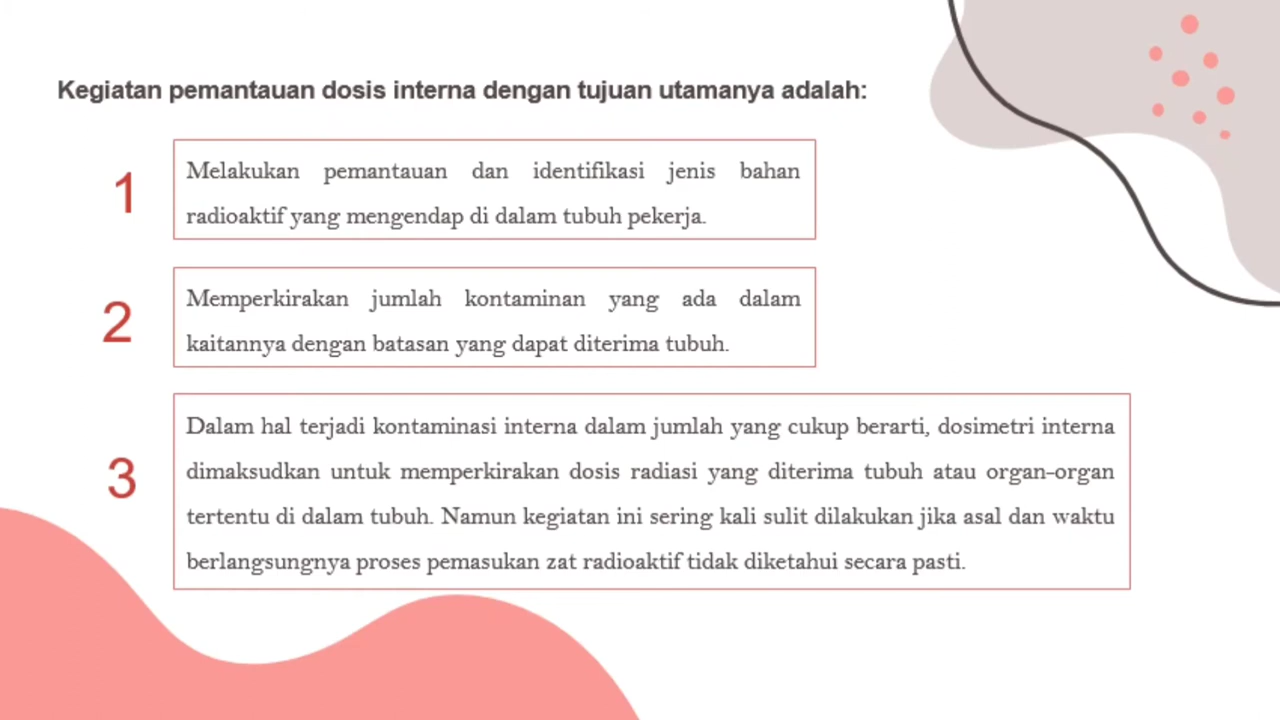 Kegiatan pemantauan dosis interna dengan tujuan utamanya adalah:
1
Melakukan pemantauan dan identifikasi jenis bahan
radioaktif yang mengendap di dalam tubuh pekerja.
2
Memperkirakan jumlah kontaminan yang ada dalam
kaitannya dengan batasan yang dapat diterima tubuh.
3
Dalam hal terjadi kontaminasi interna dalam jumlah yang cukup berarti, dosimetri interna
dimaksudkan untuk memperkirakan dosis radiasi yang diterima tubuh atau organ-organ
tertentu di dalam tubuh. Namun kegiatan ini sering kali sulit dilakukan jika asal dan waktu
berlangsungnya proses pemasukan zat radioaktif tidak diketahui secara pasti.